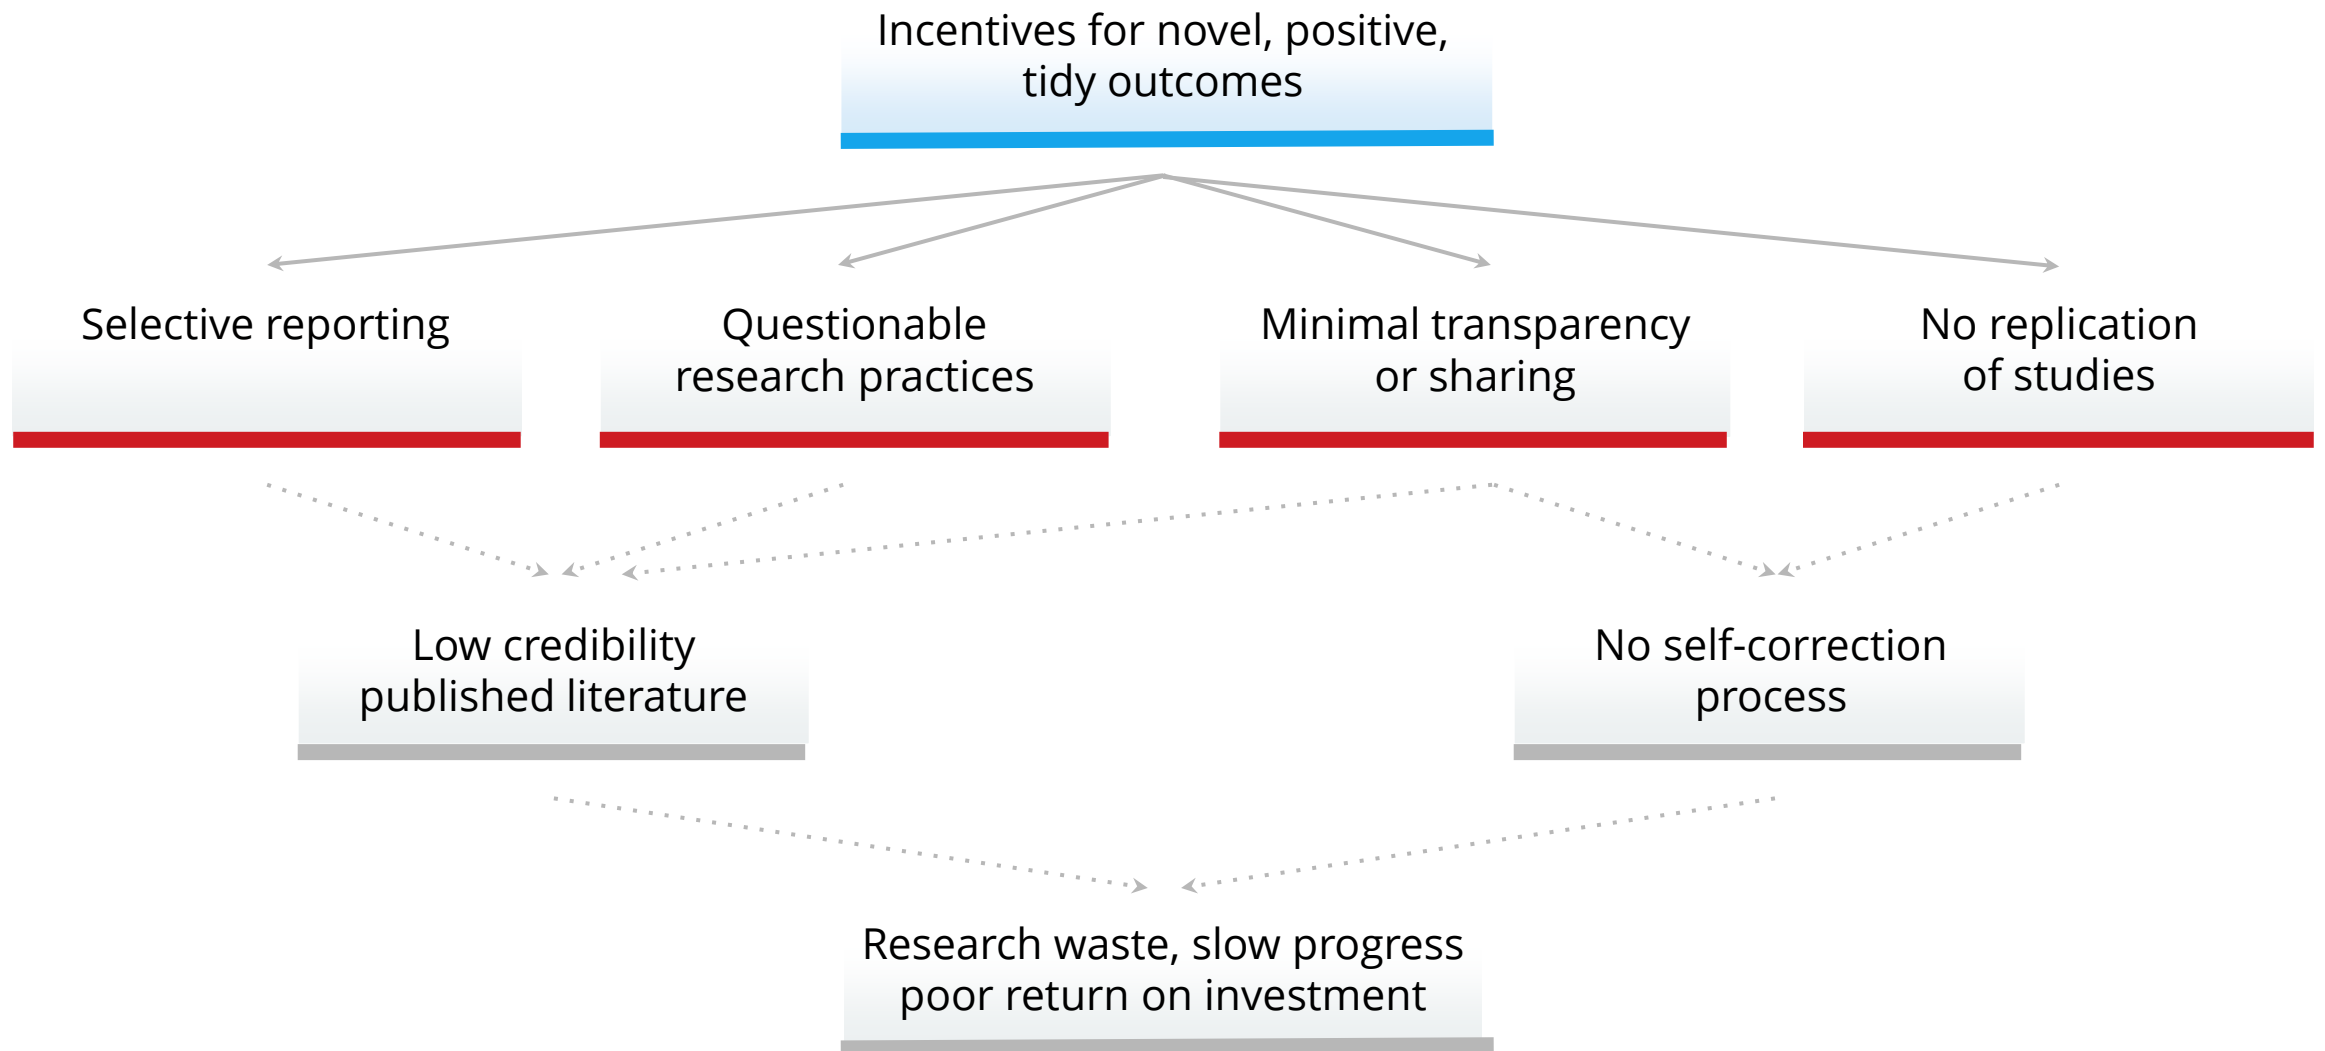 Incentives for novel, positive,
tidy outcomes
Selective reporting
Questionable
research practices
Minimal transparency
or sharing
No replication
of studies
Low credibility
published literature
No self-correction
process
Research waste, slow progress
poor return on investment